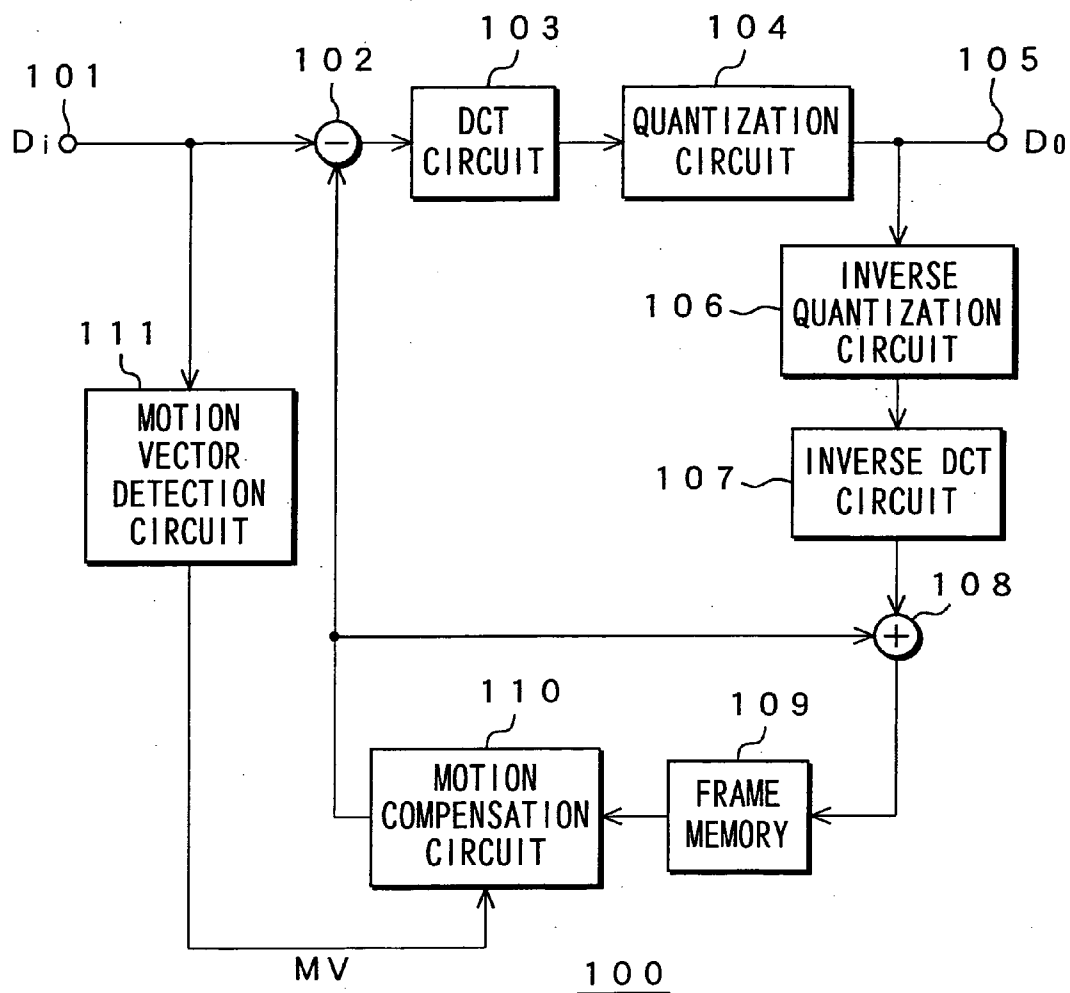 103
104
102
105
101
Di
−
DCT
CIRCUIT
QUANTIZATION
CIRCUIT
D0
106
INVERSE
QUANTIZATION
CIRCUIT
111
MOTION
VECTOR
DETECTION
CIRCUIT
107
INVERSE DCT
CIRCUIT
108
+
110
109
MOTION
COMPENSATION
CIRCUIT
FRAME
MEMORY
MV
100